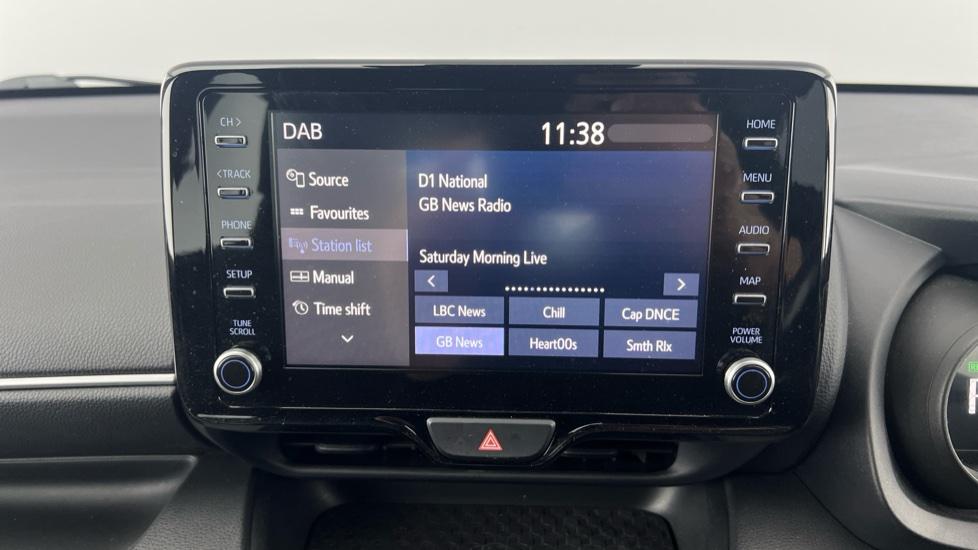 CH >
< TRACK
PHONE
SETUP
TUNE
SCROLL
DAB
11:38
Source
Favourites
Station list
Manual
Time shift
D1 National
GB News Radio
Saturday Morning Live
LBC News
Chill
Cap DNCE
GB News
Heart00s
Smth Rlx
HOME
MENU
AUDIO
MAP
POWER
VOLUME